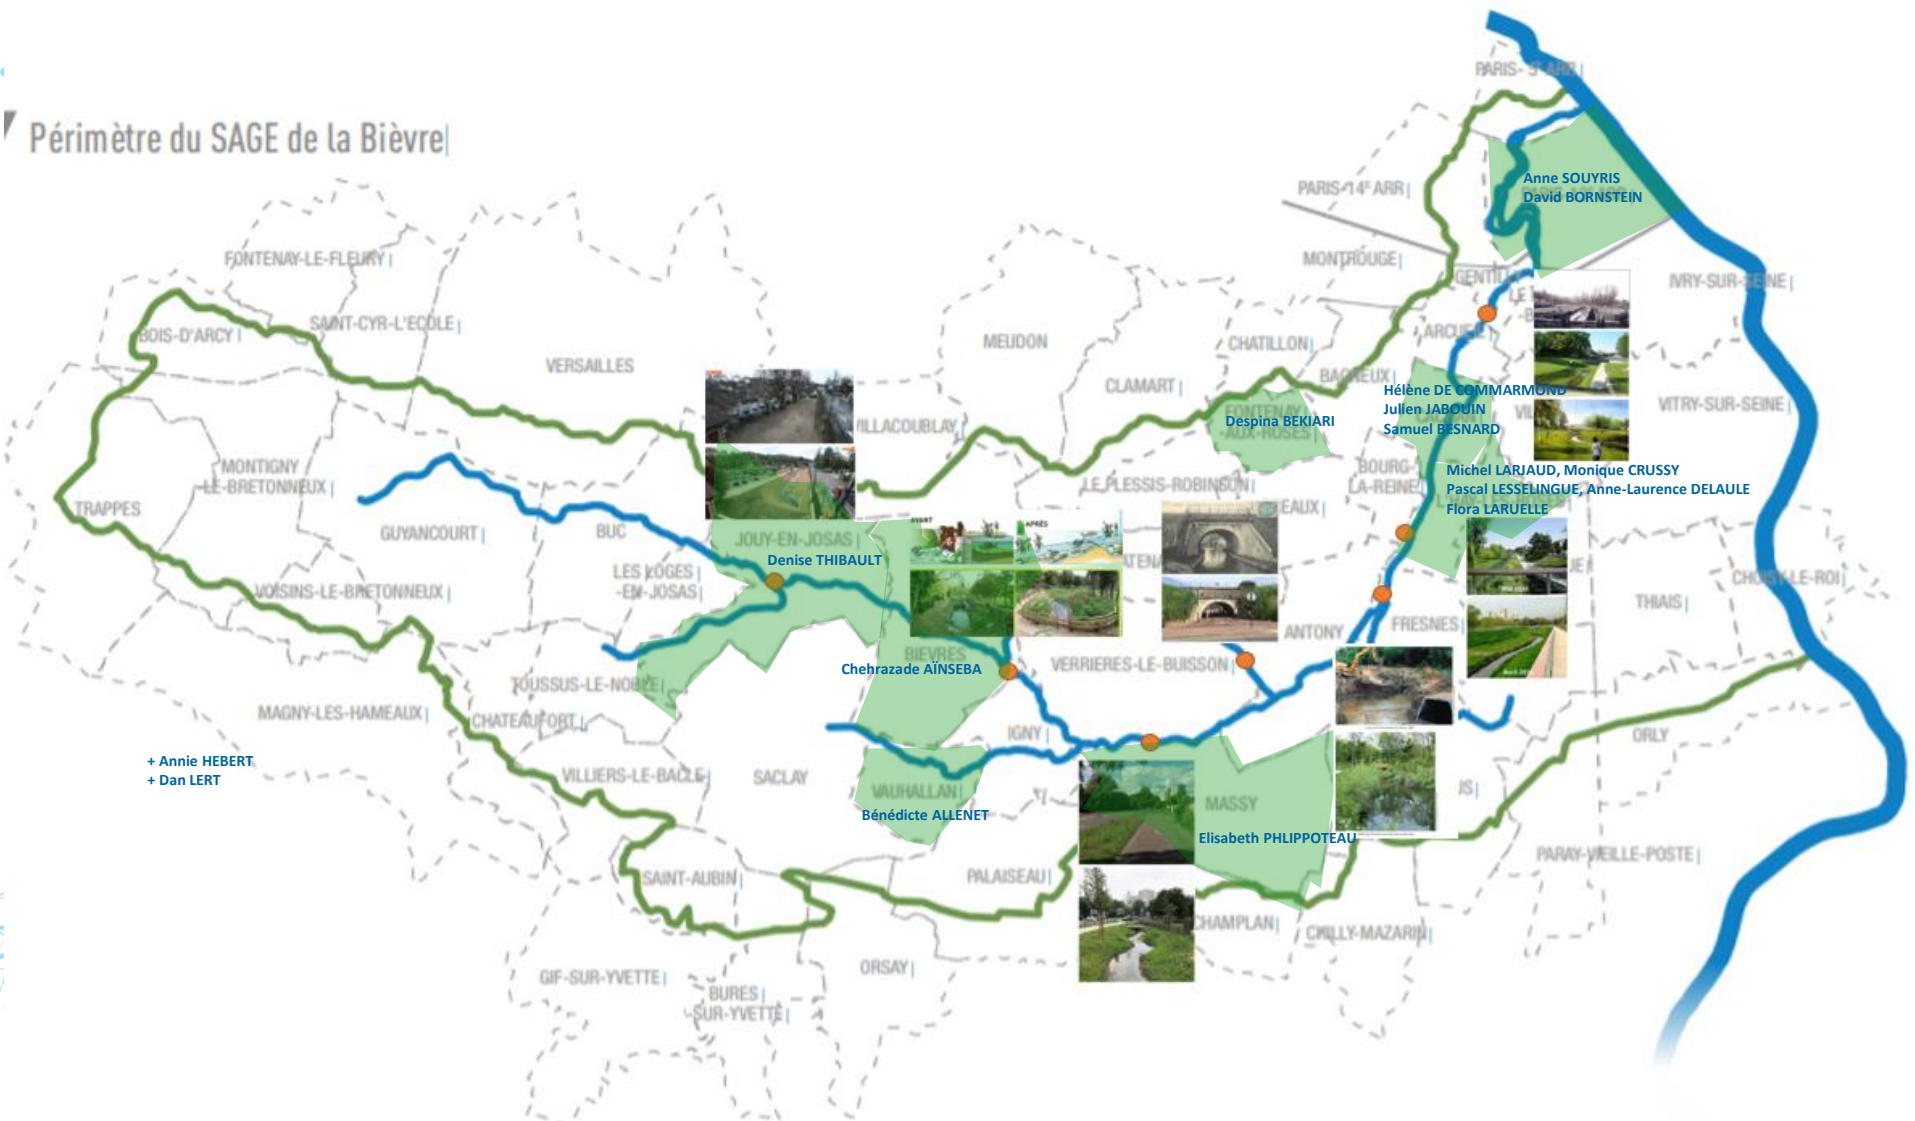 Périmètre du SAGE de la Bièvre
PARIS- 5E ARR
PARIS-14E ARR
Anne SOUYRIS
David BORNSTEIN
FONTENAY-LE-FLEURY
MONTROUGE
GENTILLY
IVRY-SUR-SEINE
BOIS-D'ARCY
SAINT-CYR-L'ECOLE
VERSAILLES
MEUDON
CHATILLON
ARCUEIL
CLAMART
BAGNEUX
Hélène DE COMMARMOND
Julien JABOUIN
Samuel BESNARD
VITRY-SUR-SEINE
VILLACOUBLAY
FONTENAY
-AUX-ROSES
Despina BEKIARI
MONTIGNY
-LE-BRETONNEUX
LE PLESSIS-ROBINSON
BOURG-
LA-REINE
Michel LARJAUD, Monique CRUSSY
Pascal LESSELINGUE, Anne-Laurence DELAULE
Flora LARUELLE
TRAPPES
GUYANCOURT
BUC
JOUY-EN-JOSAS
Denise THIBAULT
AVANT
APRÈS
LES LOGES
-EN-JOSAS
VOISINS-LE-BRETONNEUX
CHOISY-LE-ROI
THIAIS
ANTONY
FRESNES
BIEVRES
Chehrazade AÏNSEBA
VERRIERES-LE-BUISSON
TOUSSUS-LE-NOBLE
MAGNY-LES-HAMEAUX
CHATEAUFORT
IGNY
ORLY
+ Annie HEBERT
+ Dan LERT
VILLIERS-LE-BACLE
SACLAY
VAUHALLAN
Bénédicte ALLENET
MASSY
Elisabeth PHLIPPOTEAU
PARAY-VIEILLE-POSTE
SAINT-AUBIN
PALAISEAU
CHAMPLAN
CHILLY-MAZARIN
GIF-SUR-YVETTE
ORSAY
BURES
-SUR-YVETTE